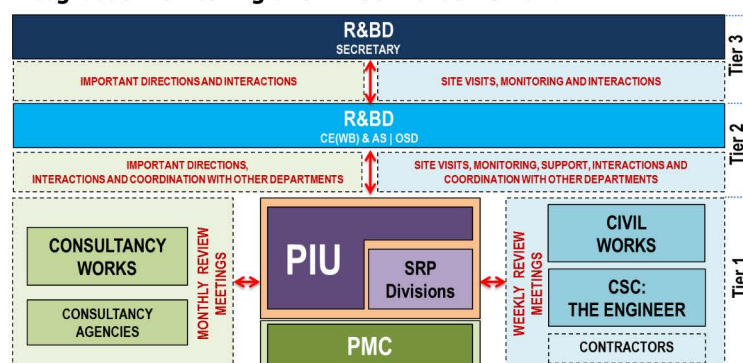 R&BD
SECRETARY
Tier 3
IMPORTANT DIRECTIONS AND INTERACTIONS
SITE VISITS, MONITORING AND INTERACTIONS
R&BD
CE(WB) & AS | OSD
Tier 2
IMPORTANT DIRECTIONS,
INTERACTIONS AND COORDINATION WITH OTHER DEPARTMENTS
SITE VISITS, MONITORING, SUPPORT, INTERACTIONS AND
COORDINATION WITH OTHER DEPARTMENTS
CONSULTANCY
WORKS
CONSULTANCY
AGENCIES
MONTHLY REVIEW
MEETINGS
PIU
SRP
Divisions
PMC
WEEKLY REVIEW
MEETINGS
CIVIL
WORKS
CSC:
THE ENGINEER
CONTRACTORS
Tier 1